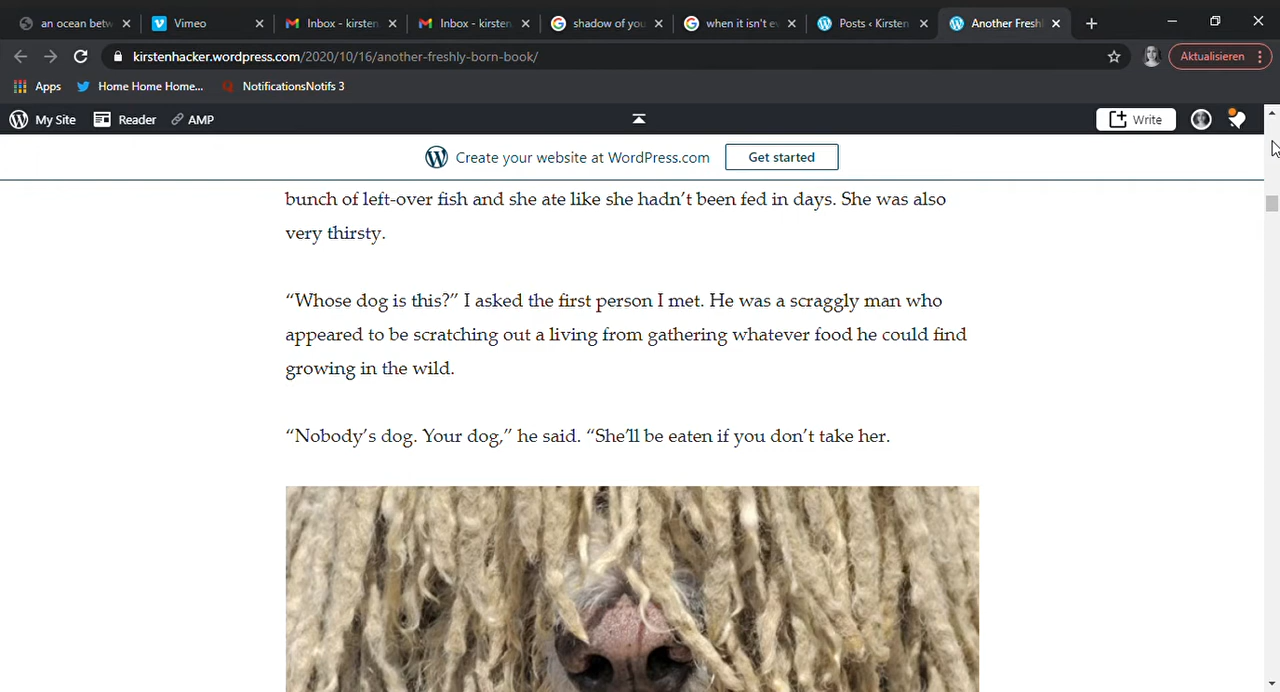 an ocean betw
Vimeo
Inbox - kirsten
Inbox - kirsten.
shadow of you
when it isn't ev
Posts ‹ Kirsten
Another Freshl
kirstenhacker.wordpress.com/2020/10/16/another-freshly-born-book/
Aktualisieren
Apps
Home Home Home...
NotificationsNotifs 3
My Site
Reader
AMP
Write
Create your website at WordPress.com
Get started
bunch of left-over fish and she ate like she hadn't been fed in days. She was also
very thirsty.
“Whose dog is this?” I asked the first person I met. He was a scraggly man who
appeared to be scratching out a living from gathering whatever food he could find
growing in the wild.
“Nobody's dog. Your dog,” he said. “She'll be eaten if you don't take her.